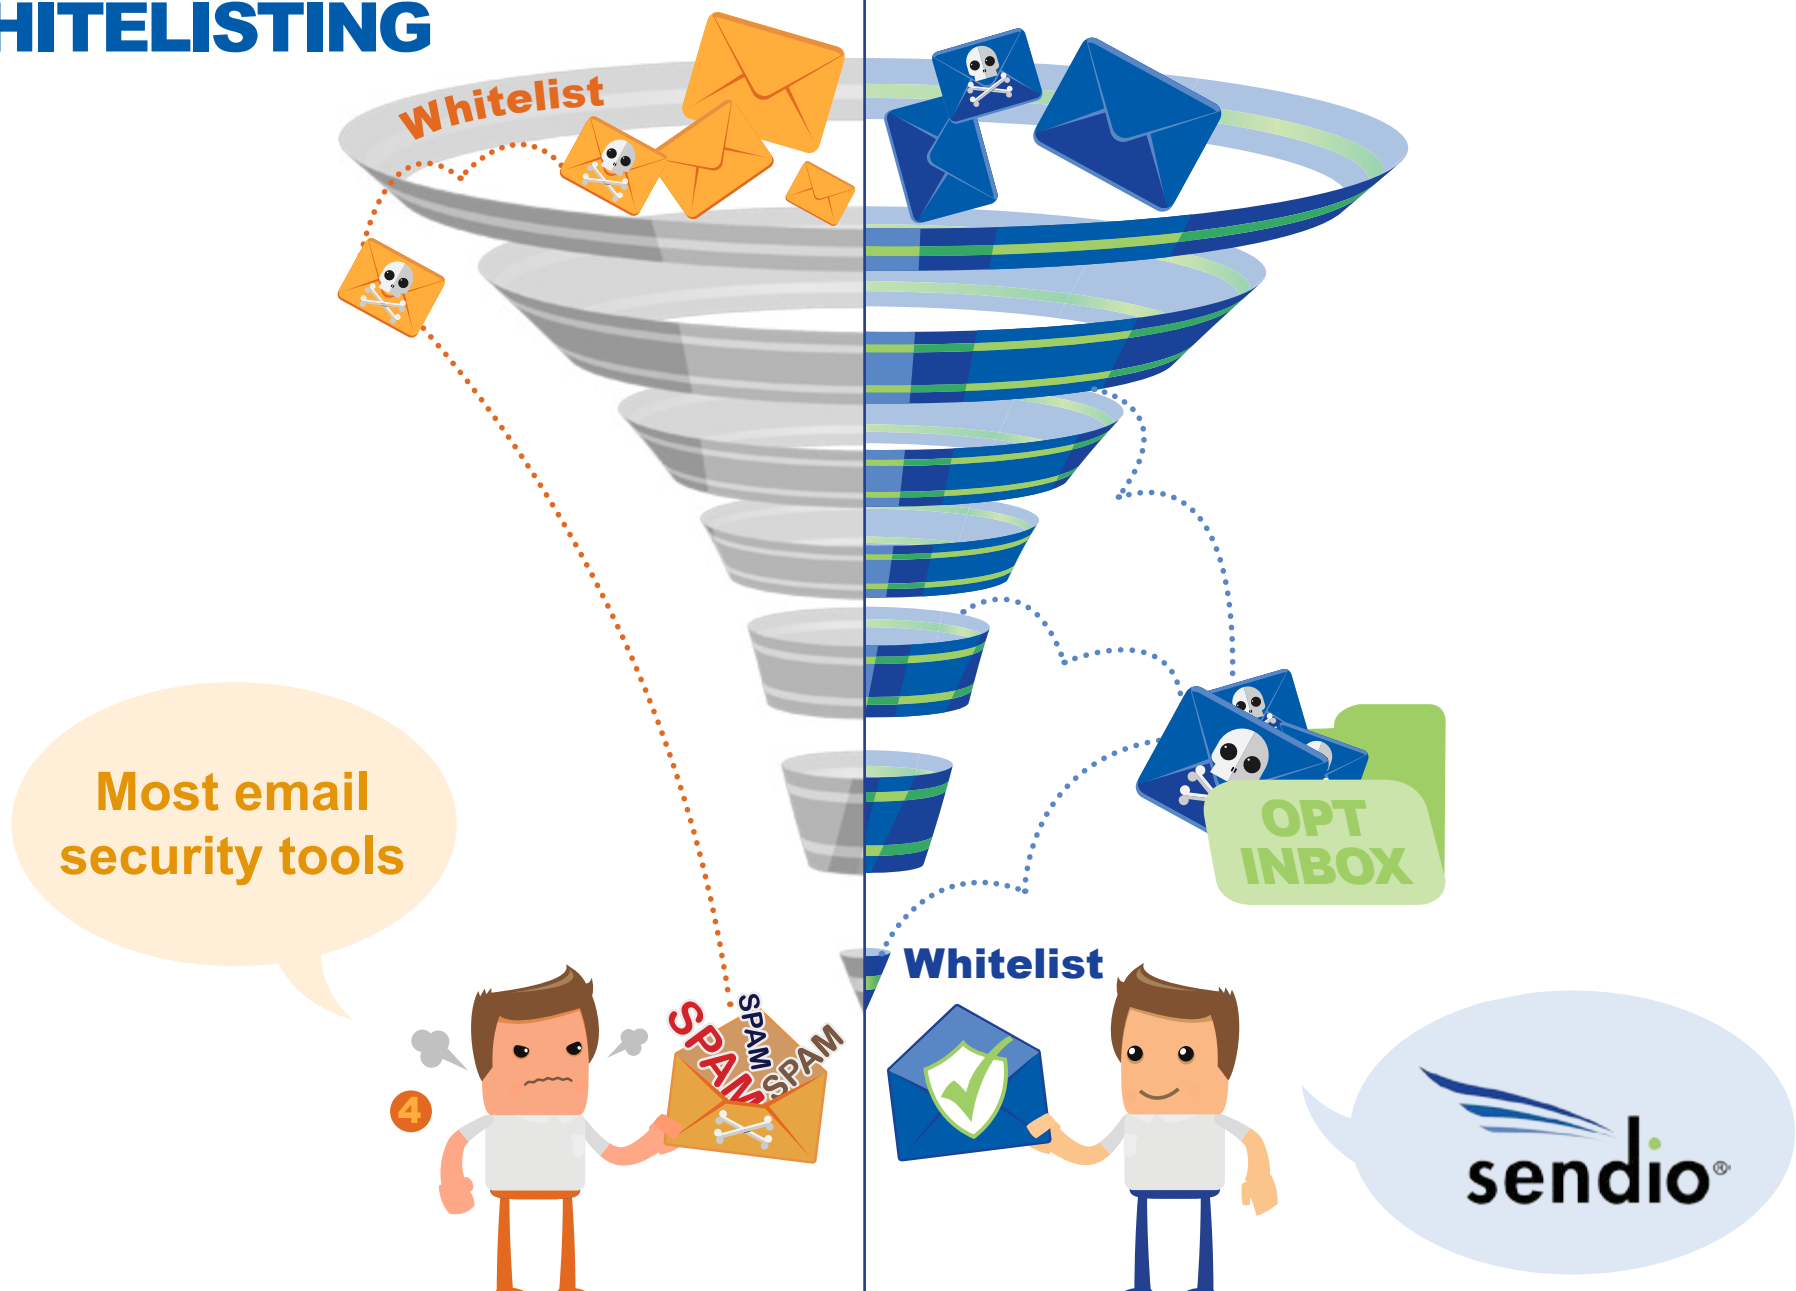 HITELISTING
Whitelist
Most email
security tools
OPT
INBOX
Whitelist
SPAM
SPAM
SPAM
4
sendio®